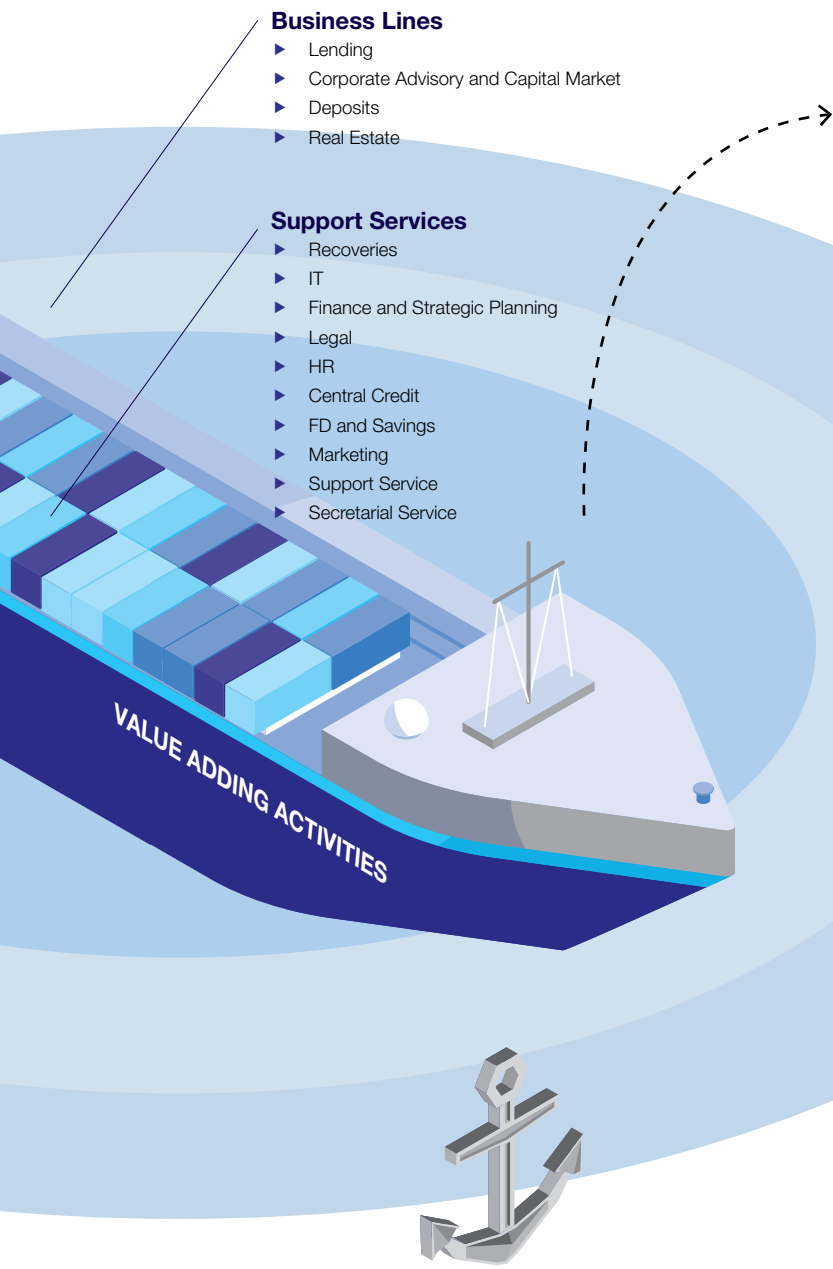 Business Lines
Lending
Corporate Advisory and Capital Market
Deposits
Real Estate
Support Services
Recoveries
IT
Finance and Strategic Planning
Legal
HR
Central Credit
FD and Savings
Marketing
Support Service
Secretarial Service
VALUE ADDING ACTIVITIES